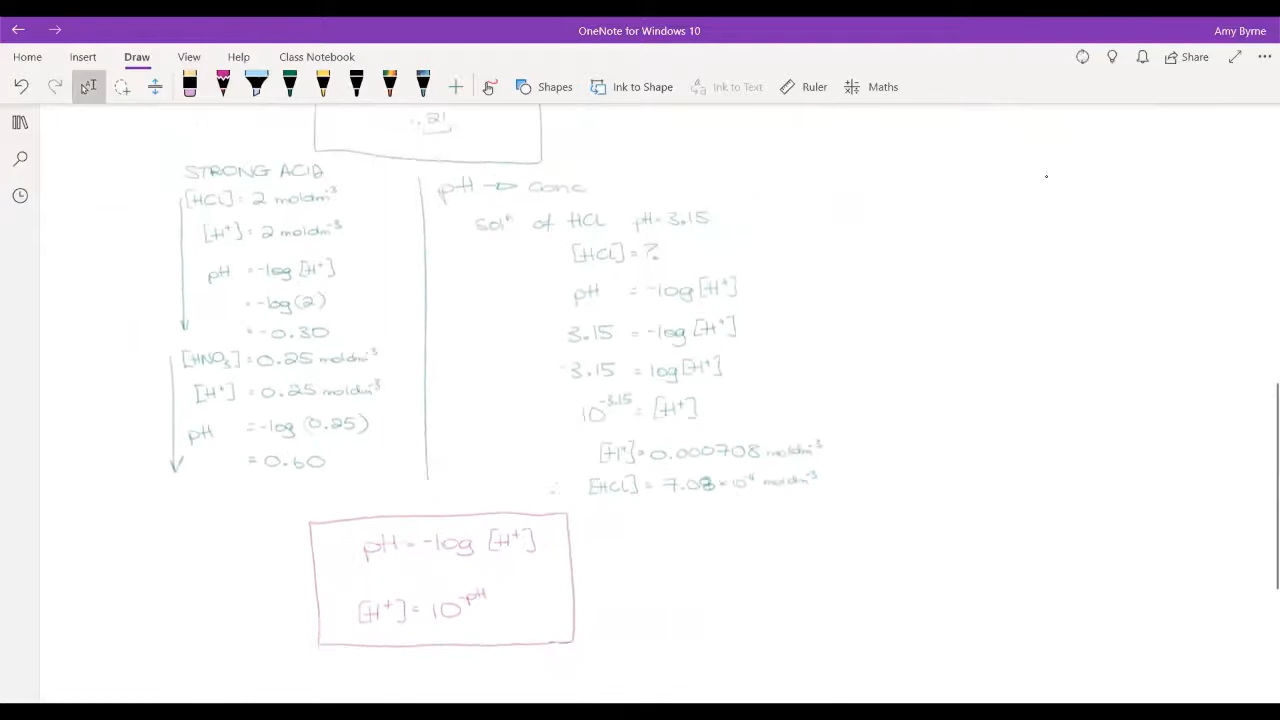 OneNote for Windows 10
Amy Byrne
Home Insert Draw View Help Class Notebook Share
Shapes Ink to Shape Ink to Text Ruler Maths
STRONG ACID
[HCl] = 2 moldm⁻³
[H⁺] = 2 moldm⁻³
pH = -log [H⁺]
= -log(2)
= -0.30
[HNO₃] = 0.25 moldm⁻³
[H⁺] = 0.25 moldm⁻³
pH = -log (0.25)
= 0.60
pH → conc
solⁿ of HCl pH = 3.15
[HCl] = ?
pH = -log[H⁺]
3.15 = -log[H⁺]
-3.15 = log[H⁺]
10⁻³·¹⁵ = [H⁺]
[H⁺] = 0.000708 moldm⁻³
∴ [HCl] = 7.08 × 10⁻⁴ moldm⁻³
pH = -log [H⁺]
[H⁺] = 10^-pH